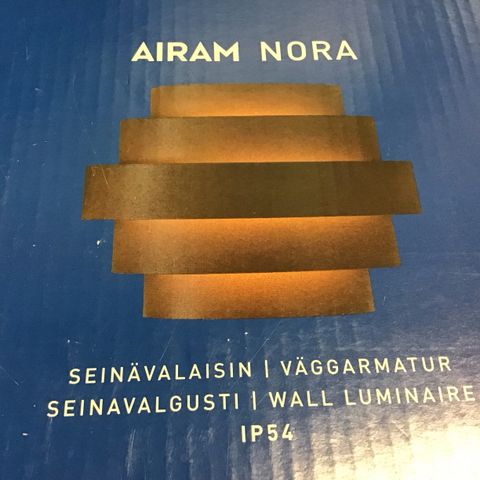 AIRAM NORA
SEINÄVALAISIN | VÄGGARMATUR
SEINAVALGUSTI | WALL LUMINAIRE
IP54